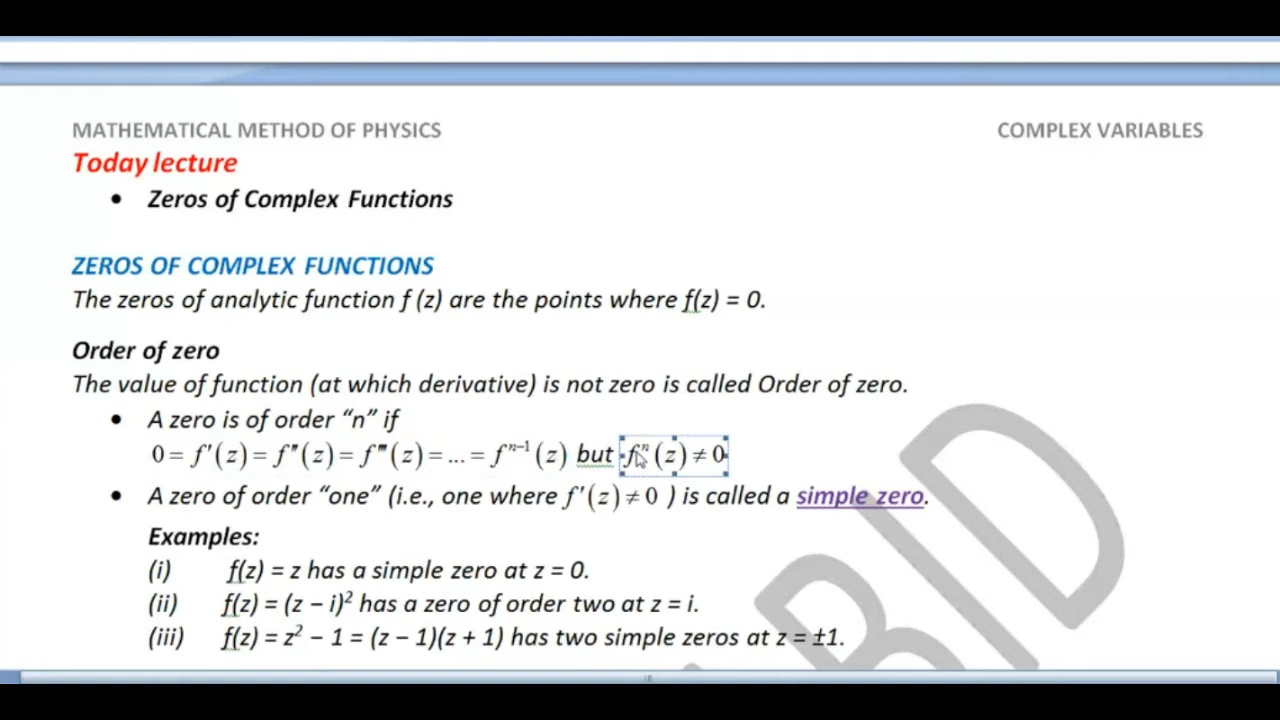 MATHEMATICAL METHOD OF PHYSICS COMPLEX VARIABLES
Today lecture
• Zeros of Complex Functions
ZEROS OF COMPLEX FUNCTIONS
The zeros of analytic function f (z) are the points where f(z) = 0.
Order of zero
The value of function (at which derivative) is not zero is called Order of zero.
• A zero is of order “n” if
0 = f′(z) = f″(z) = f‴(z) = ... = fⁿ⁻¹(z) but fⁿ(z) ≠ 0
• A zero of order “one” (i.e., one where f′(z) ≠ 0 ) is called a simple zero.
Examples:
(i) f(z) = z has a simple zero at z = 0.
(ii) f(z) = (z − i)² has a zero of order two at z = i.
(iii) f(z) = z² − 1 = (z − 1)(z + 1) has two simple zeros at z = ±1.